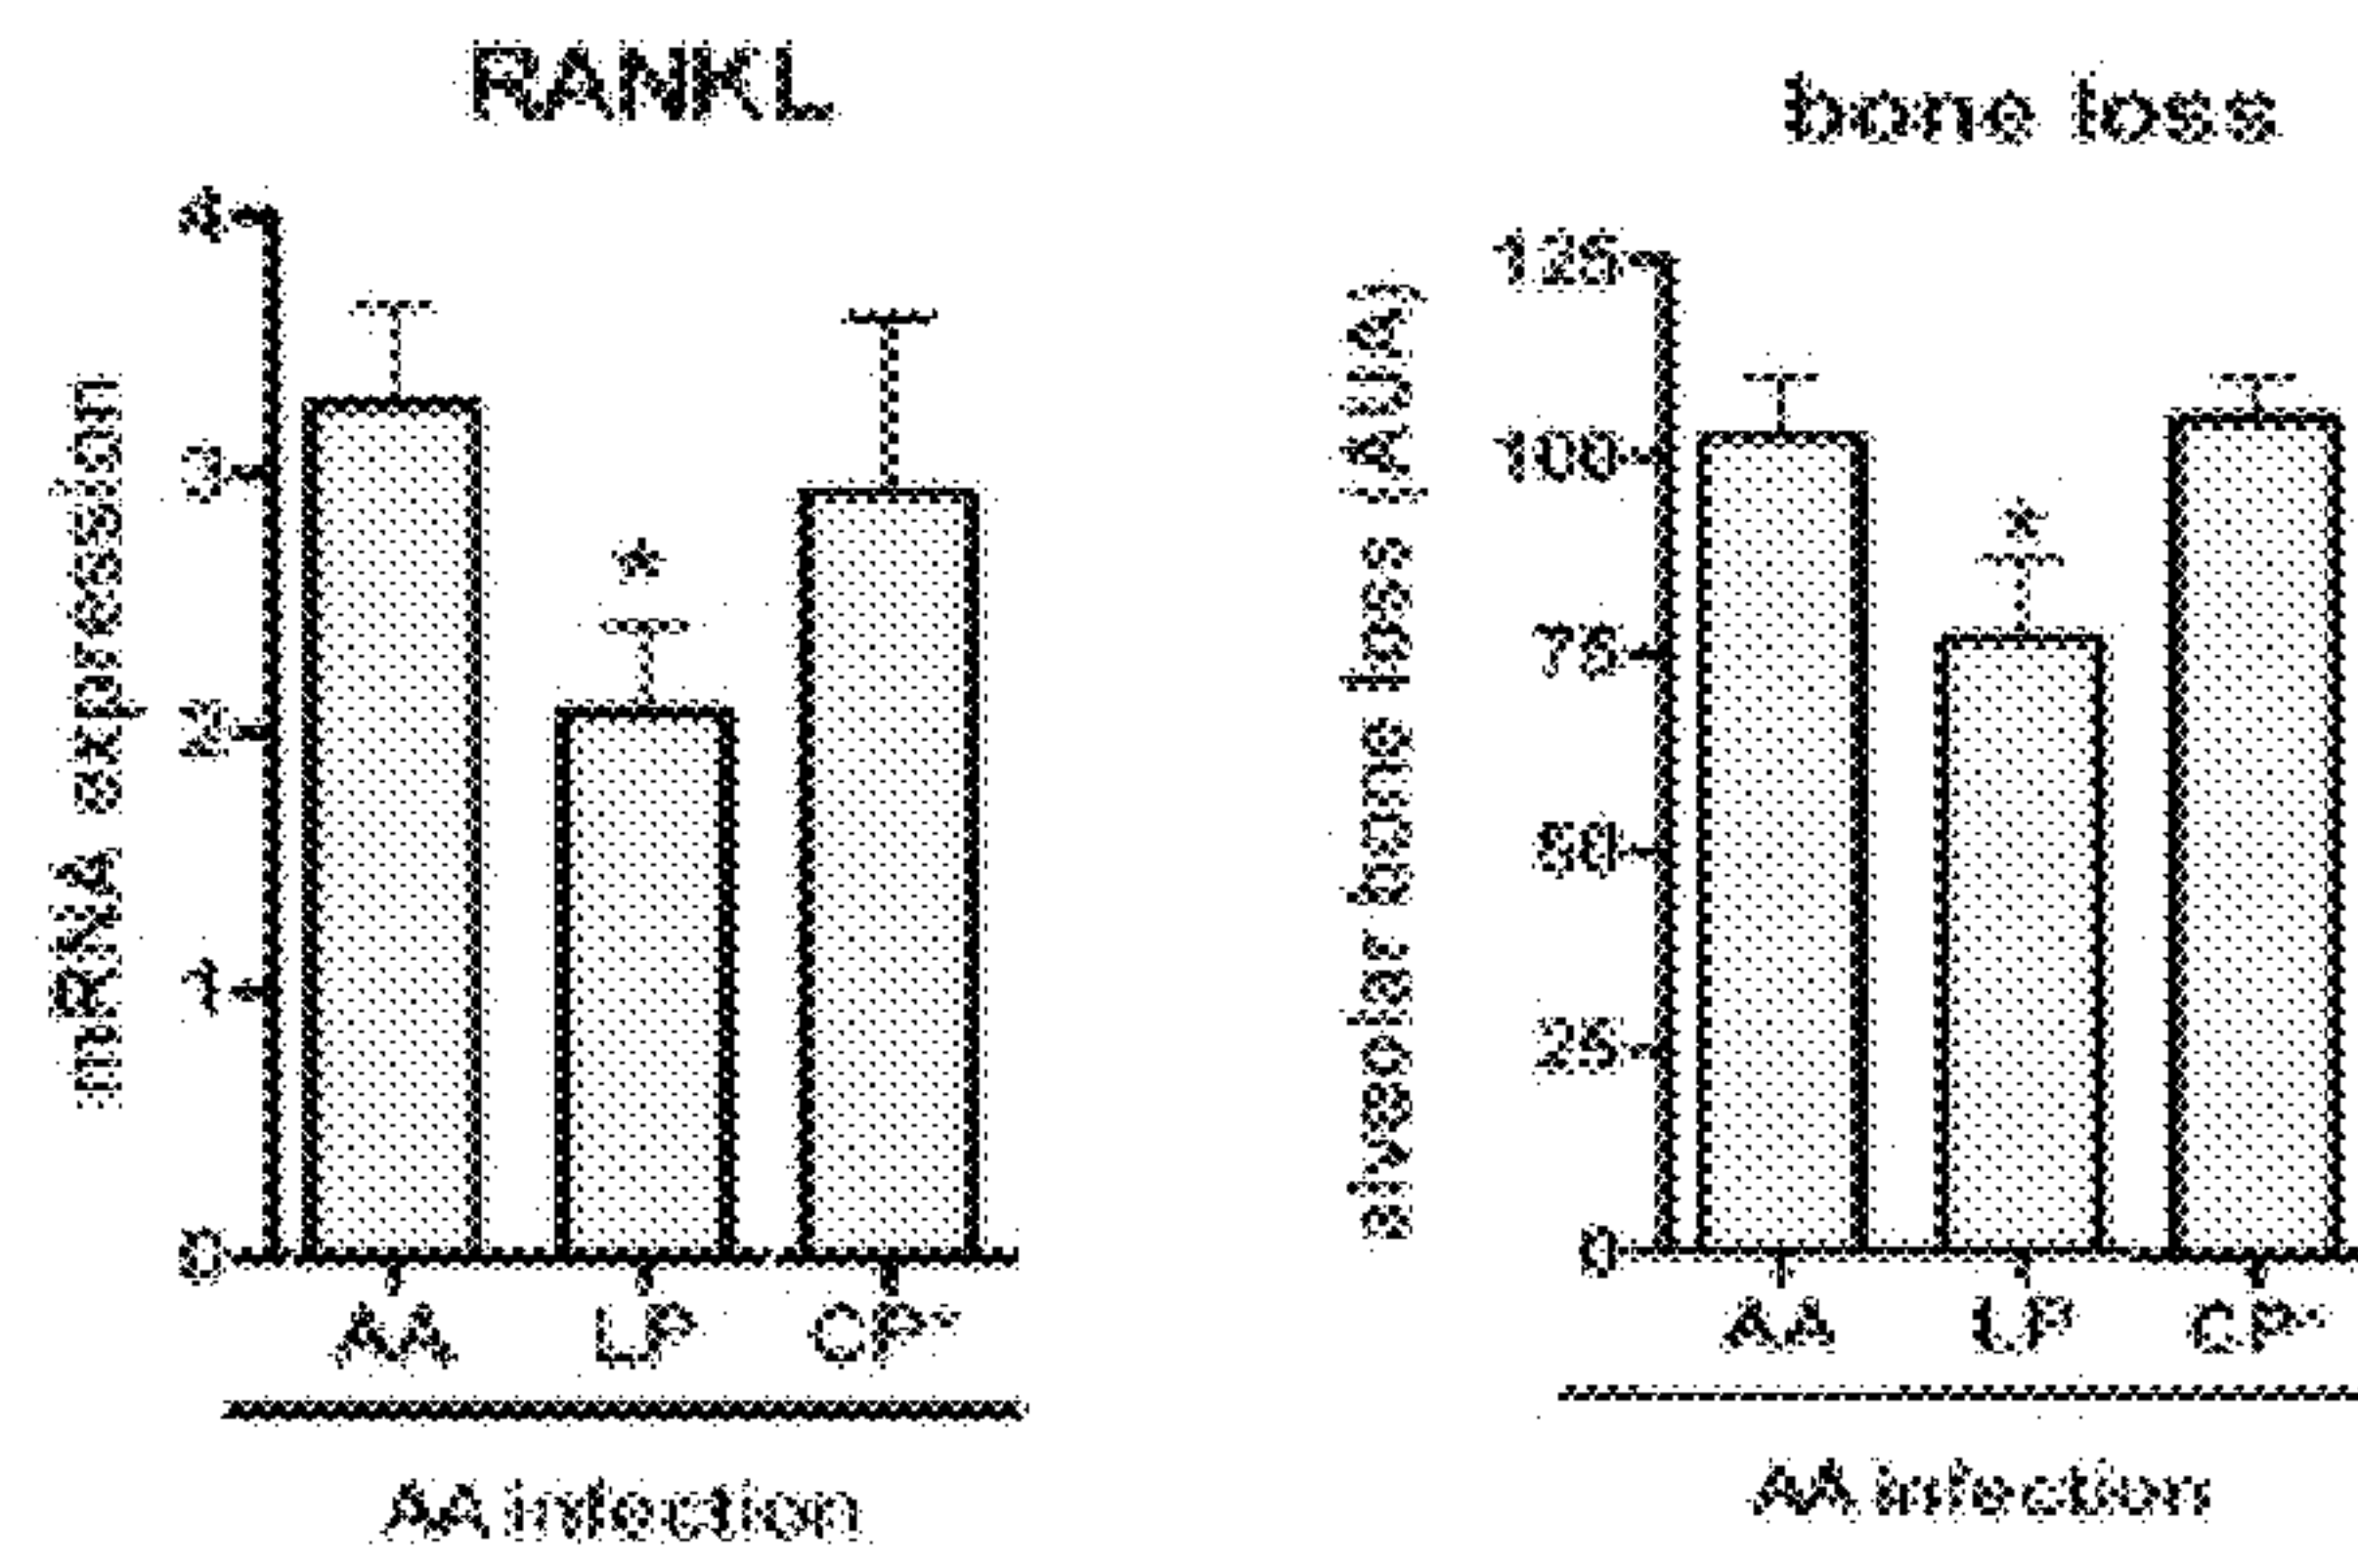 RANKL
mRNA expression
4
3
2
1
0
AA LP CP*
AA infection
bone loss
alveolar bone loss (AUA)
125
100
75
50
25
0
AA LP CP*
AA infection